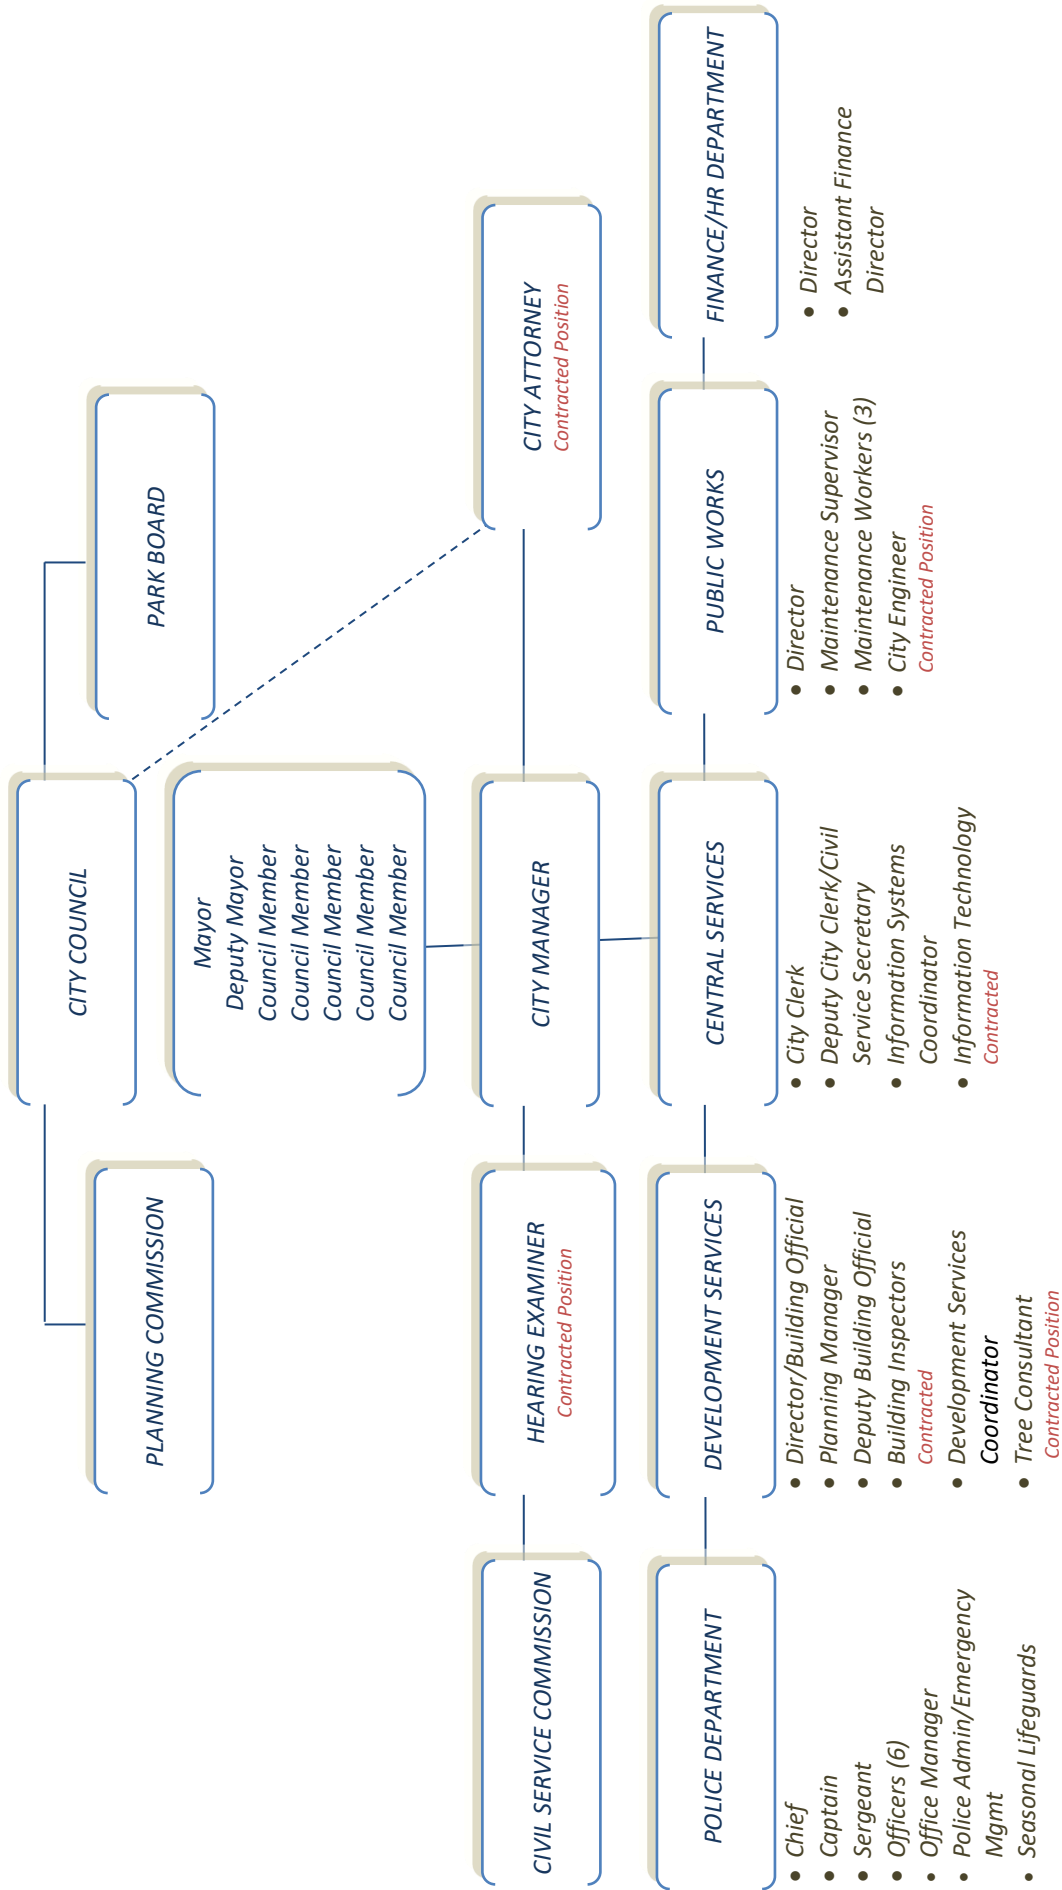 CITY COUNCIL
PLANNING COMMISSION
PARK BOARD
Mayor
Deputy Mayor
Council Member
Council Member
Council Member
Council Member
Council Member
CIVIL SERVICE COMMISSION
HEARING EXAMINER
Contracted Position
CITY MANAGER
CITY ATTORNEY
Contracted Position
POLICE DEPARTMENT
• Chief
• Captain
• Sergeant
• Officers (6)
• Office Manager
• Police Admin/Emergency
Mgmt
• Seasonal Lifeguards
DEVELOPMENT SERVICES
• Director/Building Official
• Planning Manager
• Deputy Building Official
• Building Inspectors
Contracted
• Development Services
Coordinator
• Tree Consultant
Contracted Position
CENTRAL SERVICES
• City Clerk
• Deputy City Clerk/Civil
Service Secretary
• Information Systems
Coordinator
• Information Technology
Contracted
PUBLIC WORKS
• Director
• Maintenance Supervisor
• Maintenance Workers (3)
• City Engineer
Contracted Position
FINANCE/HR DEPARTMENT
• Director
• Assistant Finance
Director